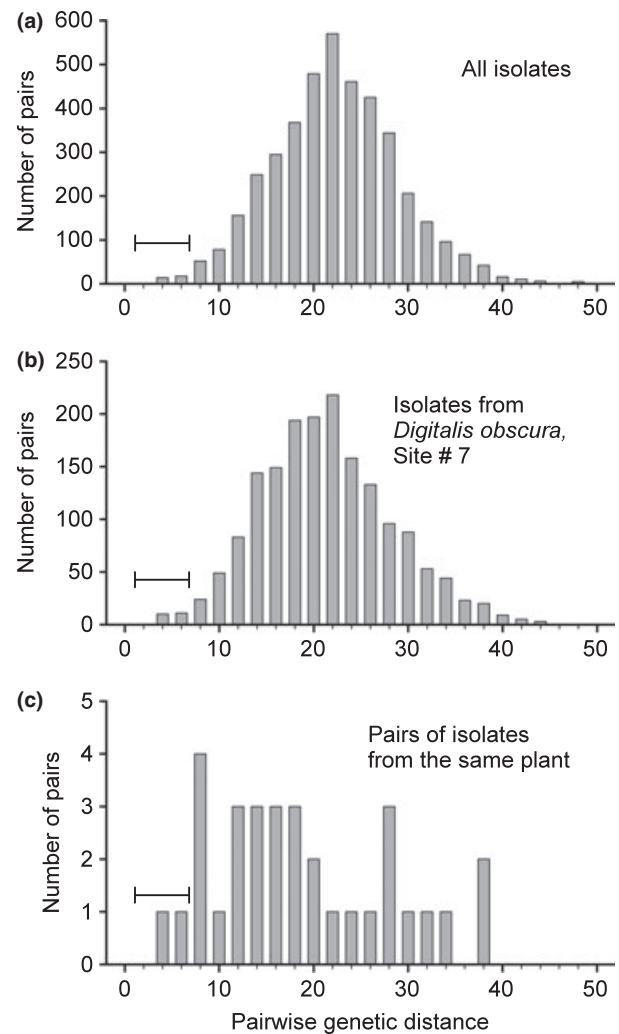 (a)
600
500
400
300
200
100
0
Number of pairs
All isolates
0 10 20 30 40 50
(b)
250
200
150
100
50
0
Number of pairs
Isolates from
Digitalis obscura,
Site # 7
0 10 20 30 40 50
(c)
5
4
3
2
1
0
Number of pairs
Pairs of isolates
from the same plant
0 10 20 30 40 50
Pairwise genetic distance